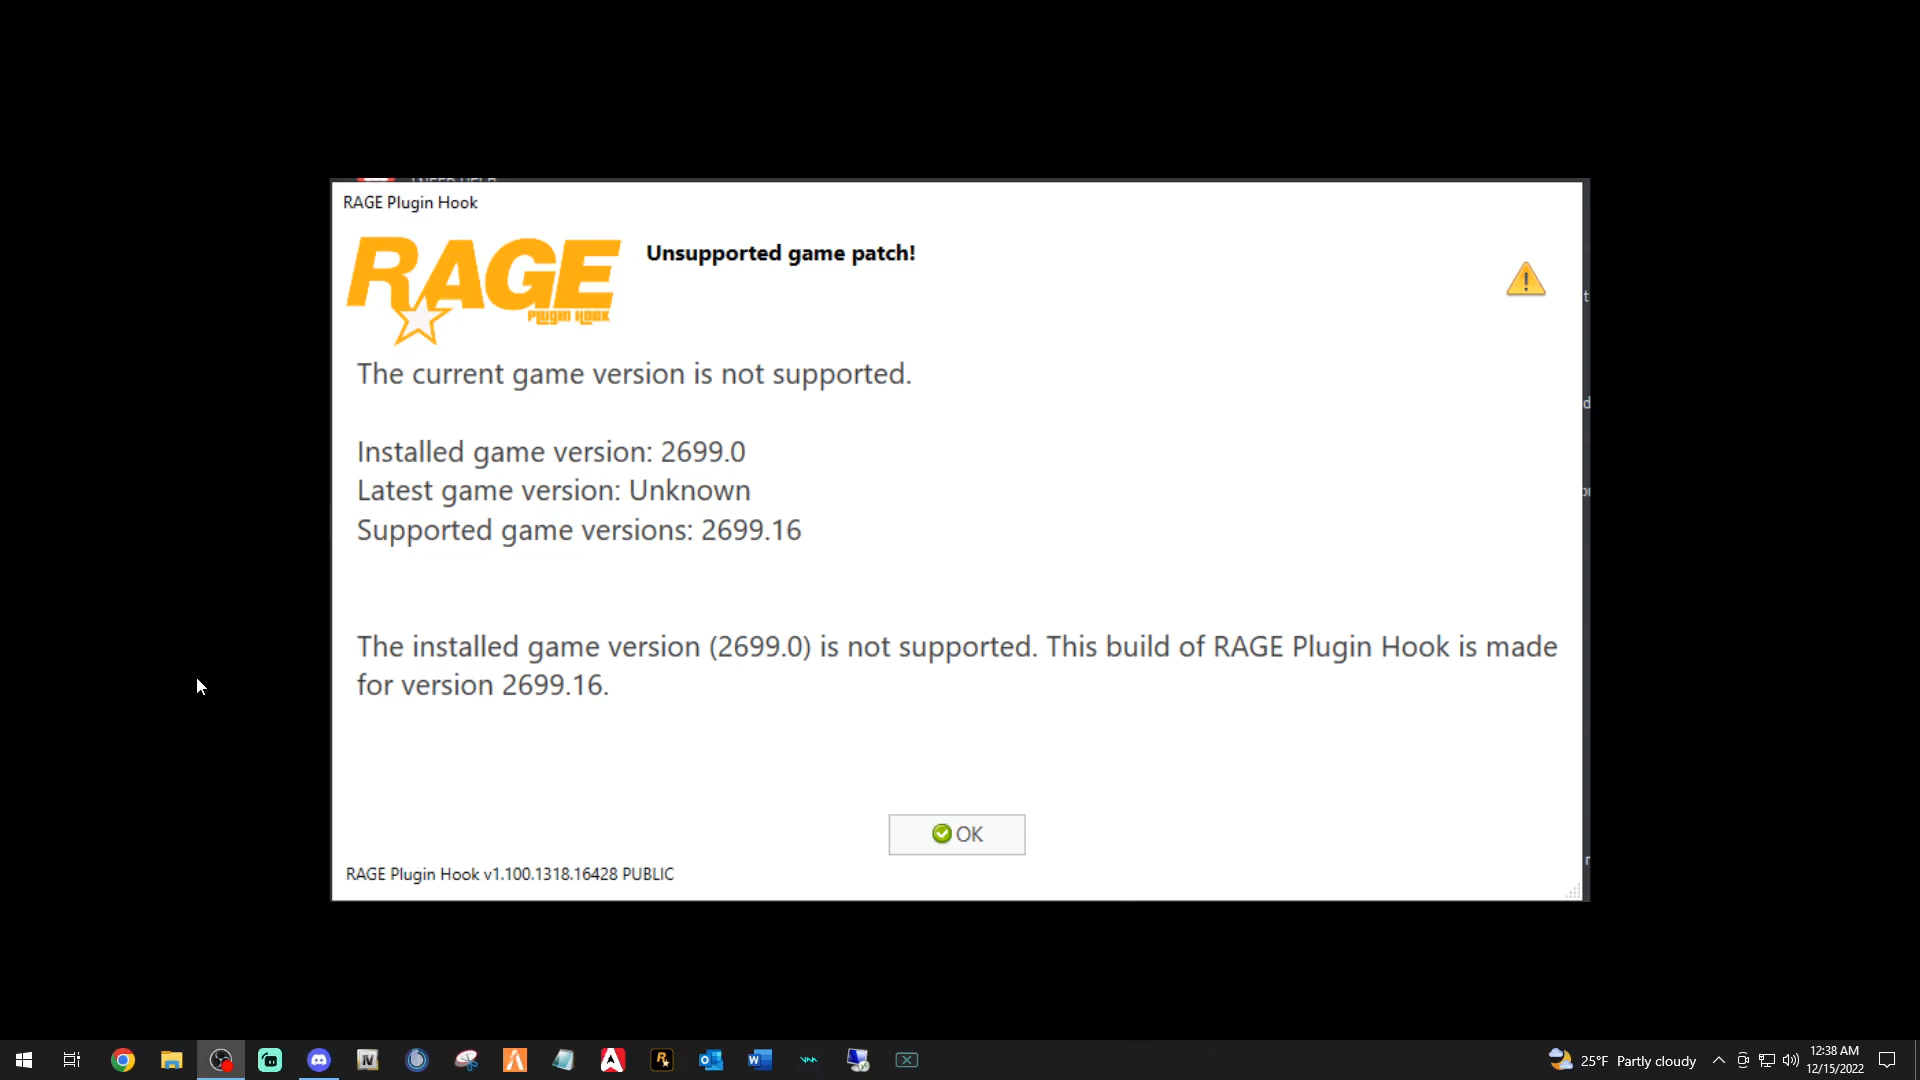 RAGE Plugin Hook
RAGE
PLUGIN HOOK
Unsupported game patch!
The current game version is not supported.
Installed game version: 2699.0
Latest game version: Unknown
Supported game versions: 2699.16
The installed game version (2699.0) is not supported. This build of RAGE Plugin Hook is made
for version 2699.16.
OK
RAGE Plugin Hook v1.100.1318.16428 PUBLIC
25°F Partly cloudy
12:38 AM
12/15/2022